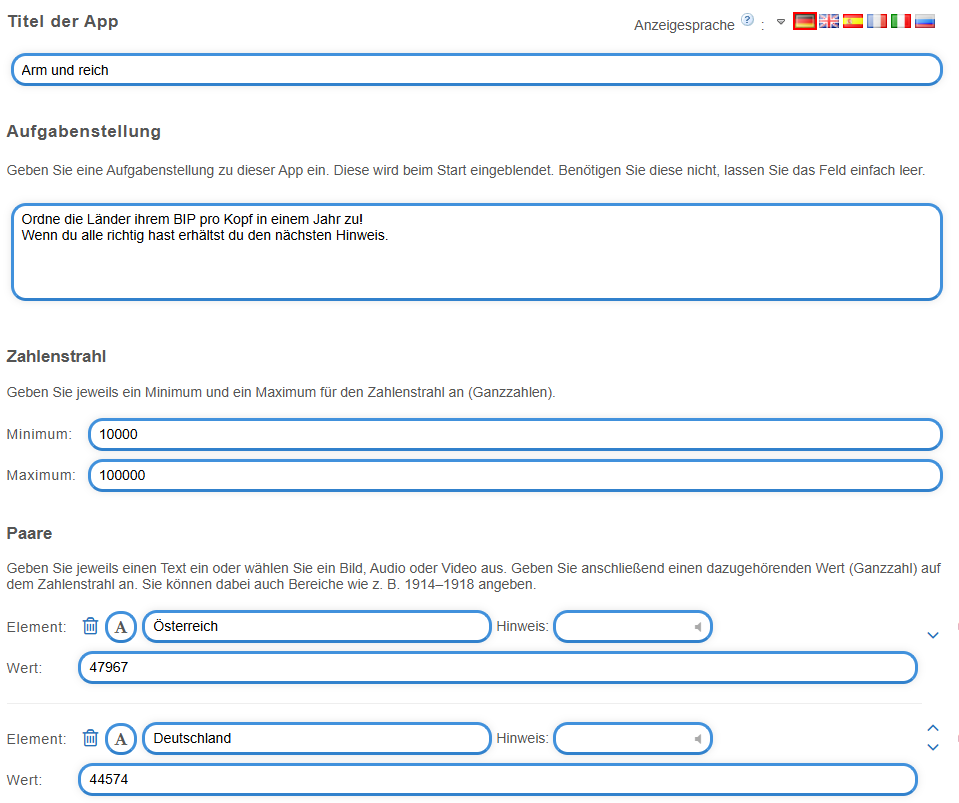 Titel der App
Anzeigesprache ? :
Arm und reich
Aufgabenstellung
Geben Sie eine Aufgabenstellung zu dieser App ein. Diese wird beim Start eingeblendet. Benötigen Sie diese nicht, lassen Sie das Feld einfach leer.
Ordne die Länder ihrem BIP pro Kopf in einem Jahr zu!
Wenn du alle richtig hast erhältst du den nächsten Hinweis.
Zahlenstrahl
Geben Sie jeweils ein Minimum und ein Maximum für den Zahlenstrahl an (Ganzzahlen).
Minimum: 10000
Maximum: 100000
Paare
Geben Sie jeweils einen Text ein oder wählen Sie ein Bild, Audio oder Video aus. Geben Sie anschließend einen dazugehörenden Wert (Ganzzahl) auf
dem Zahlenstrahl an. Sie können dabei auch Bereiche wie z. B. 1914–1918 angeben.
Element: A Österreich Hinweis:
Wert: 47967
Element: A Deutschland Hinweis:
Wert: 44574